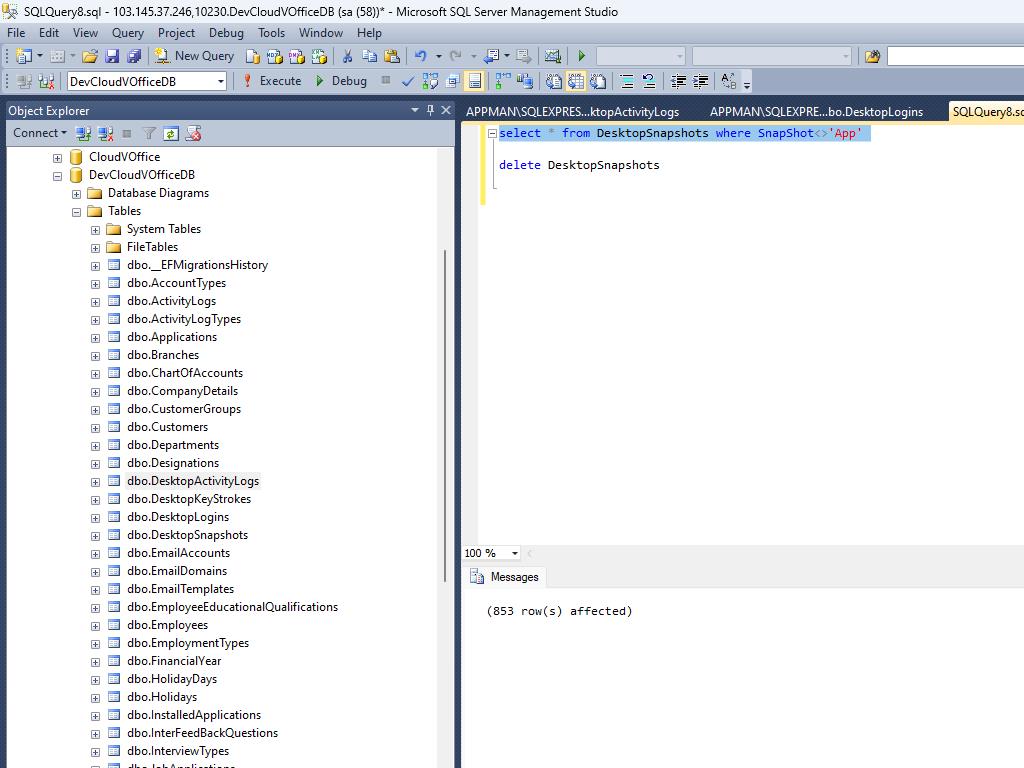 SQLQuery8.sql - 103.145.37.246,10230.DevCloudVOfficeDB (sa (58))* - Microsoft SQL Server Management Studio
File Edit View Query Project Debug Tools Window Help
New Query
DevCloudVOfficeDB Execute Debug
Object Explorer
Connect
CloudVOffice
DevCloudVOfficeDB
Database Diagrams
Tables
System Tables
FileTables
dbo.__EFMigrationsHistory
dbo.AccountTypes
dbo.ActivityLogs
dbo.ActivityLogTypes
dbo.Applications
dbo.Branches
dbo.ChartOfAccounts
dbo.CompanyDetails
dbo.CustomerGroups
dbo.Customers
dbo.Departments
dbo.Designations
dbo.DesktopActivityLogs
dbo.DesktopKeyStrokes
dbo.DesktopLogins
dbo.DesktopSnapshots
dbo.EmailAccounts
dbo.EmailDomains
dbo.EmailTemplates
dbo.EmployeeEducationalQualifications
dbo.Employees
dbo.EmploymentTypes
dbo.FinancialYear
dbo.HolidayDays
dbo.Holidays
dbo.InstalledApplications
dbo.InterFeedBackQuestions
dbo.InterviewTypes
APPMAN\SQLEXPRES...ktopActivityLogs APPMAN\SQLEXPRE...bo.DesktopLogins SQLQuery8.sq
select * from DesktopSnapshots where SnapShot<>'App'
delete DesktopSnapshots
100 %
Messages
(853 row(s) affected)